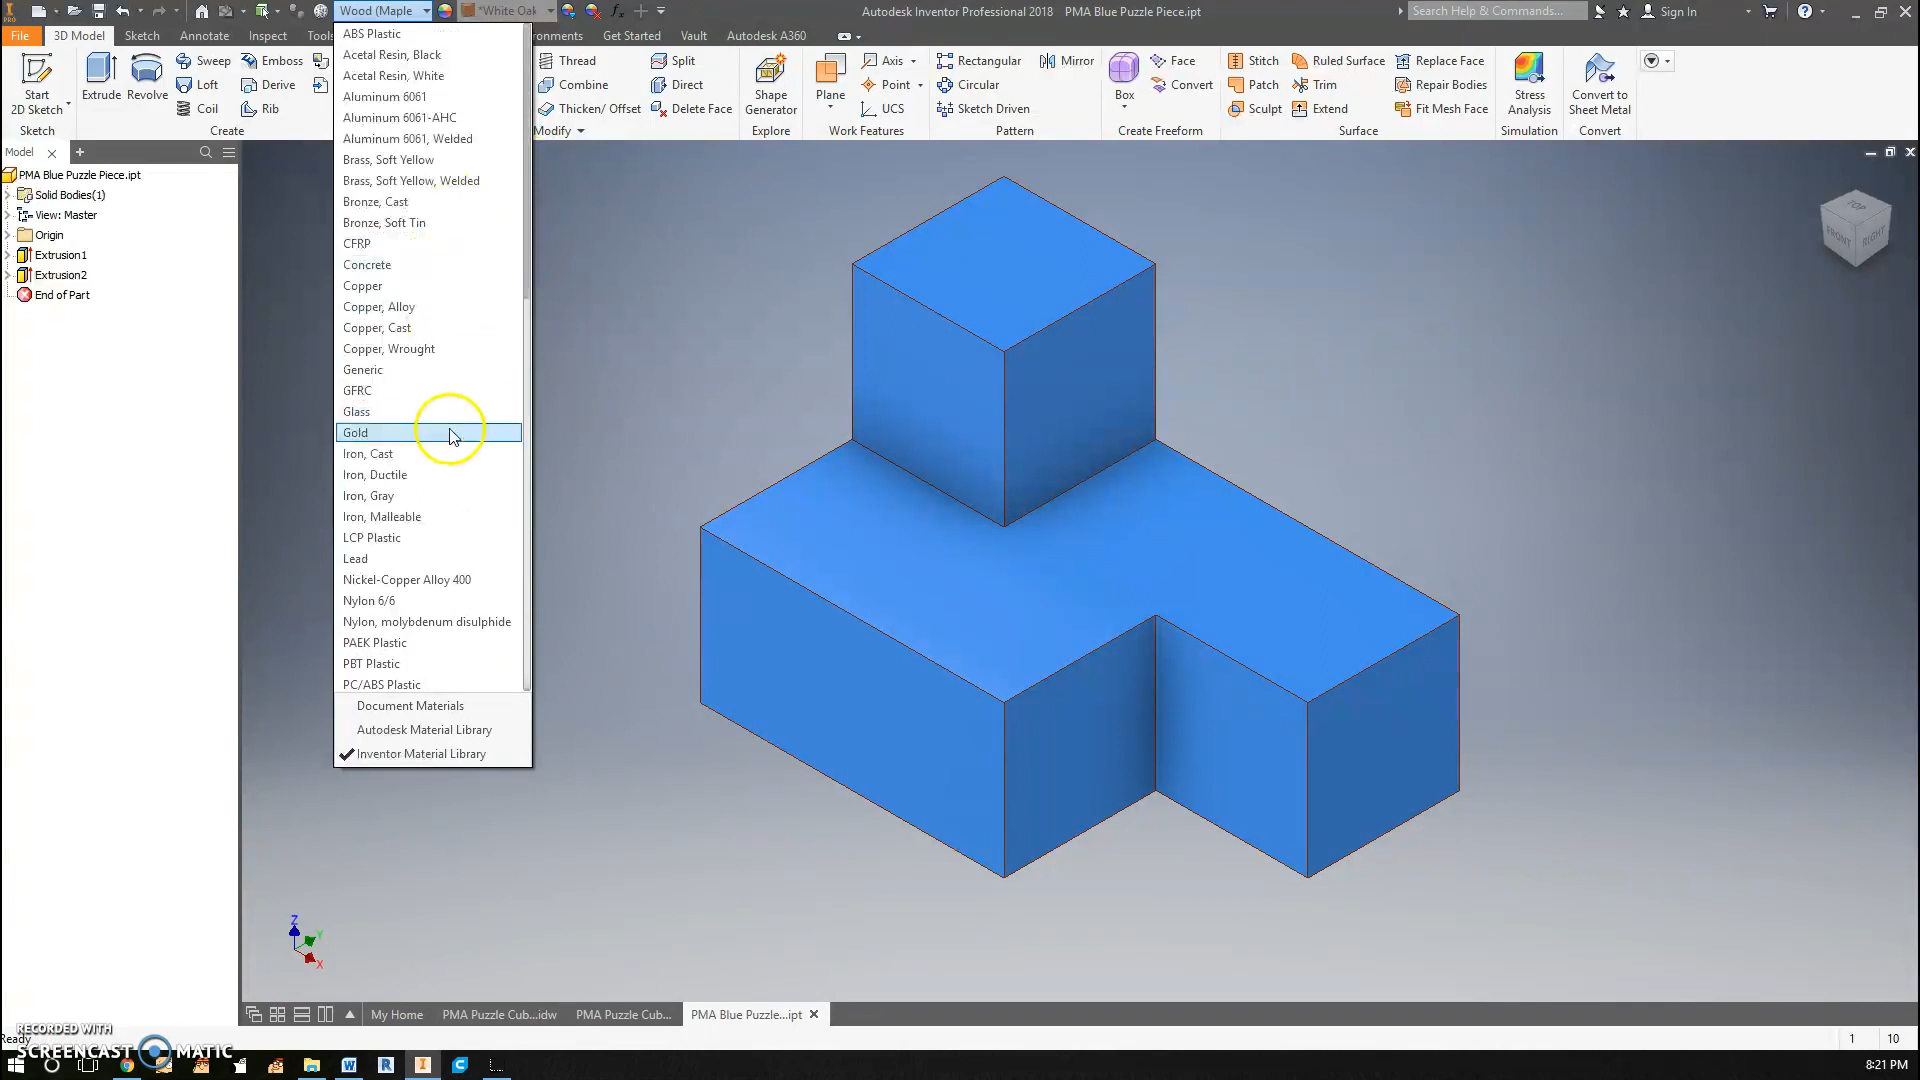 Wood (Maple
*White Oak
Autodesk Inventor Professional 2018 PMA Blue Puzzle Piece.ipt
Search Help & Commands...
Sign In
File
3D Model
Sketch
Annotate
Inspect
Tools
Get Started
Vault
Autodesk A360
Start
2D Sketch
Sketch
Extrude
Revolve
Sweep
Loft
Coil
Emboss
Derive
Rib
Create
Thread
Combine
Thicken/ Offset
Split
Direct
Delete Face
Modify
Shape
Generator
Explore
Plane
Axis
Point
UCS
Work Features
Rectangular
Circular
Sketch Driven
Mirror
Pattern
Box
Face
Convert
Create Freeform
Stitch
Patch
Sculpt
Ruled Surface
Trim
Extend
Replace Face
Repair Bodies
Fit Mesh Face
Surface
Stress
Analysis
Simulation
Convert to
Sheet Metal
Convert
Model
PMA Blue Puzzle Piece.ipt
Solid Bodies(1)
View: Master
Origin
Extrusion1
Extrusion2
End of Part
ABS Plastic
Acetal Resin, Black
Acetal Resin, White
Aluminum 6061
Aluminum 6061-AHC
Aluminum 6061, Welded
Brass, Soft Yellow
Brass, Soft Yellow, Welded
Bronze, Cast
Bronze, Soft Tin
CFRP
Concrete
Copper
Copper, Alloy
Copper, Cast
Copper, Wrought
Generic
GFRC
Glass
Gold
Iron, Cast
Iron, Ductile
Iron, Gray
Iron, Malleable
LCP Plastic
Lead
Nickel-Copper Alloy 400
Nylon 6/6
Nylon, molybdenum disulphide
PAEK Plastic
PBT Plastic
PC/ABS Plastic
Document Materials
Autodesk Material Library
Inventor Material Library
TOP
FRONT
RIGHT
Z
Y
X
My Home
PMA Puzzle Cub...idw
PMA Puzzle Cub...
PMA Blue Puzzle...ipt
Ready
1
10
RECORDED WITH
SCREENCAST MATIC
8:21 PM